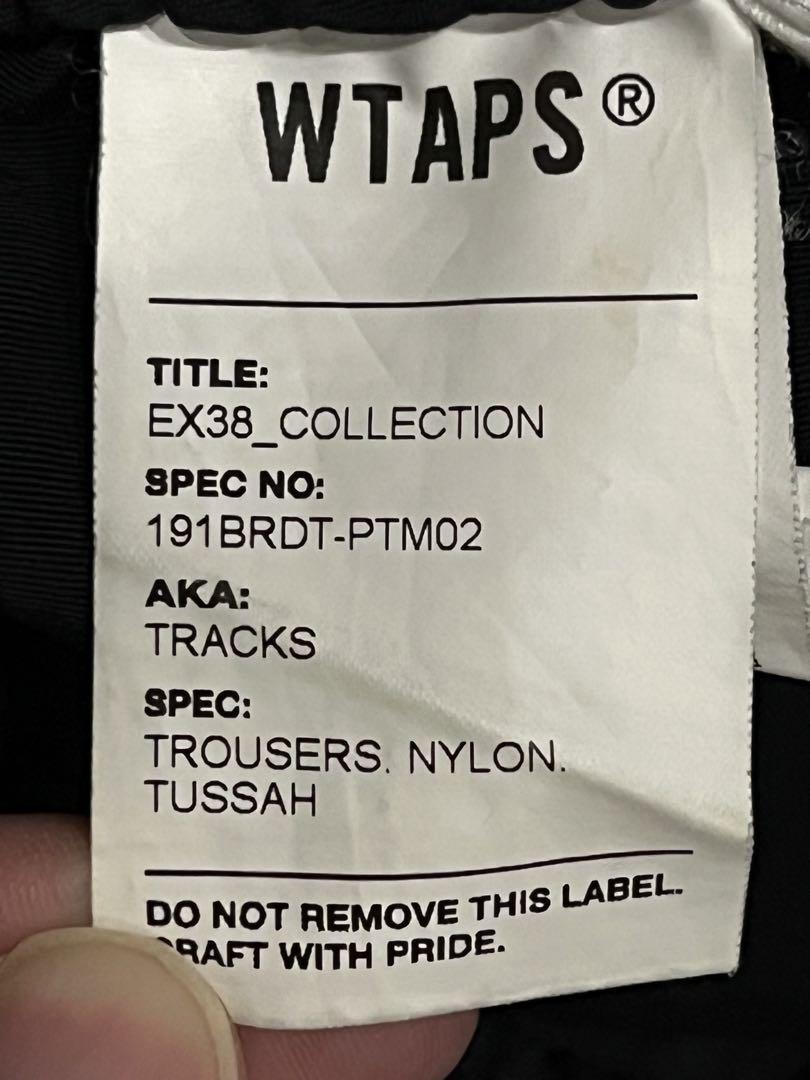 WTAPS®
TITLE:
EX38_COLLECTION
SPEC NO:
191BRDT-PTM02
AKA:
TRACKS
SPEC:
TROUSERS. NYLON.
TUSSAH
DO NOT REMOVE THIS LABEL.
CRAFT WITH PRIDE.